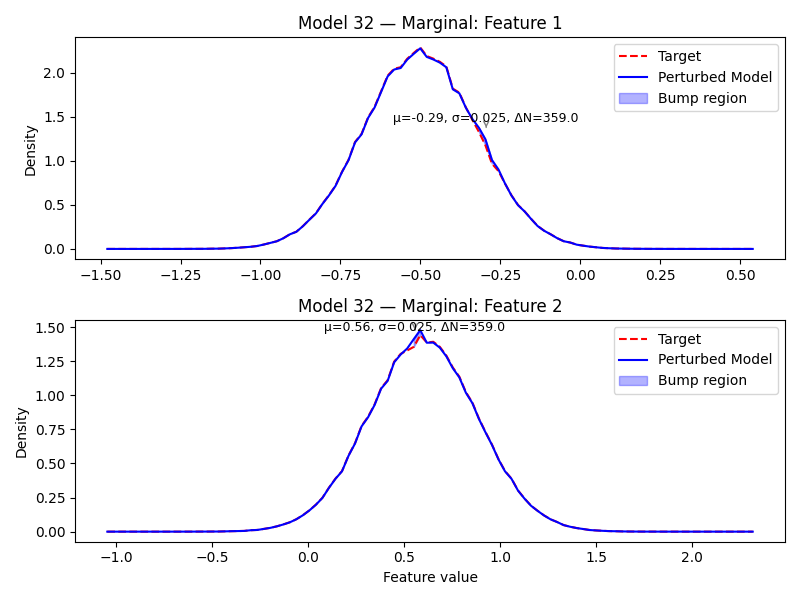 Model 32 — Marginal: Feature 1
Density
2.0
1.5
1.0
0.5
0.0
Target
Perturbed Model
Bump region
μ=-0.29, σ=0.025, ΔN=359.0
−1.50 −1.25 −1.00 −0.75 −0.50 −0.25 0.00 0.25 0.50
Model 32 — Marginal: Feature 2
Density
1.50
1.25
1.00
0.75
0.50
0.25
0.00
μ=0.56, σ=0.025, ΔN=359.0
Target
Perturbed Model
Bump region
−1.0 −0.5 0.0 0.5 1.0 1.5 2.0
Feature value